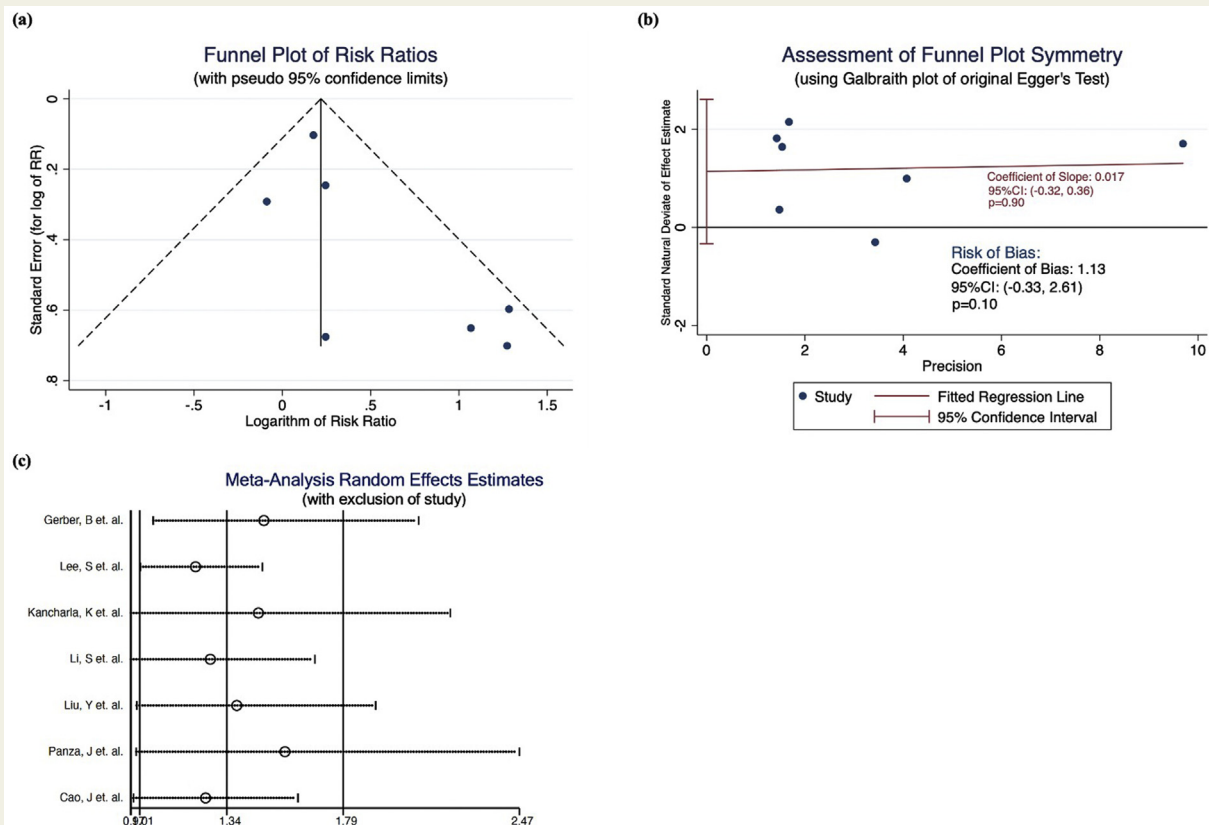 (a)
Funnel Plot of Risk Ratios
(with pseudo 95% confidence limits)
Standard Error (for log of RR)
0
.2
.4
.6
.8
-1
-.5
0
.5
1
1.5
Logarithm of Risk Ratio
(b)
Assessment of Funnel Plot Symmetry
(using Galbraith plot of original Egger's Test)
Standard Natural Deviate of Effect Estimate
2
0
-2
Coefficient of Slope: 0.017
95%CI: (-0.32, 0.36)
p=0.90
Risk of Bias:
Coefficient of Bias: 1.13
95%CI: (-0.33, 2.61)
p=0.10
0
2
4
6
8
10
Precision
Study
Fitted Regression Line
95% Confidence Interval
(c)
Meta-Analysis Random Effects Estimates
(with exclusion of study)
Gerber, B et. al.
Lee, S et. al.
Kancharla, K et. al.
Li, S et. al.
Liu, Y et. al.
Panza, J et. al.
Cao, J et. al.
1.01
1.34
1.79
2.47